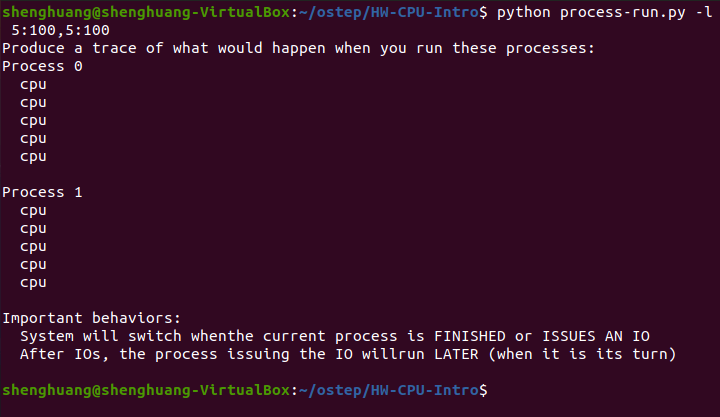 shenghuang@shenghuang-VirtualBox:~/ostep/HW-CPU-Intro$ python process-run.py -l
 5:100,5:100
Produce a trace of what would happen when you run these processes:
Process 0
  cpu
  cpu
  cpu
  cpu
  cpu
Process 1
  cpu
  cpu
  cpu
  cpu
  cpu
Important behaviors:
  System will switch whenthe current process is FINISHED or ISSUES AN IO
  After IOs, the process issuing the IO willrun LATER (when it is its turn)
shenghuang@shenghuang-VirtualBox:~/ostep/HW-CPU-Intro$